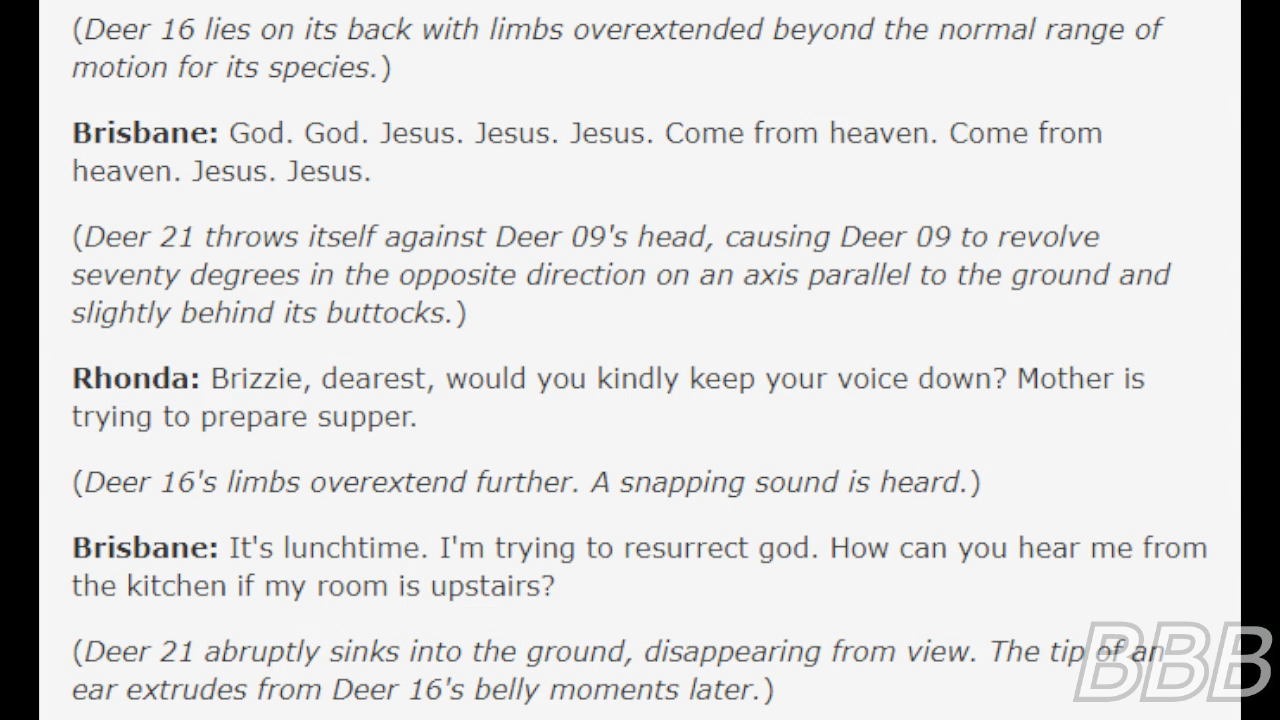 (Deer 16 lies on its back with limbs overextended beyond the normal range of
motion for its species.)
Brisbane: God. God. Jesus. Jesus. Jesus. Come from heaven. Come from
heaven. Jesus. Jesus.
(Deer 21 throws itself against Deer 09's head, causing Deer 09 to revolve
seventy degrees in the opposite direction on an axis parallel to the ground and
slightly behind its buttocks.)
Rhonda: Brizzie, dearest, would you kindly keep your voice down? Mother is
trying to prepare supper.
(Deer 16's limbs overextend further. A snapping sound is heard.)
Brisbane: It's lunchtime. I'm trying to resurrect god. How can you hear me from
the kitchen if my room is upstairs?
(Deer 21 abruptly sinks into the ground, disappearing from view. The tip of an
ear extrudes from Deer 16's belly moments later.)
BBB